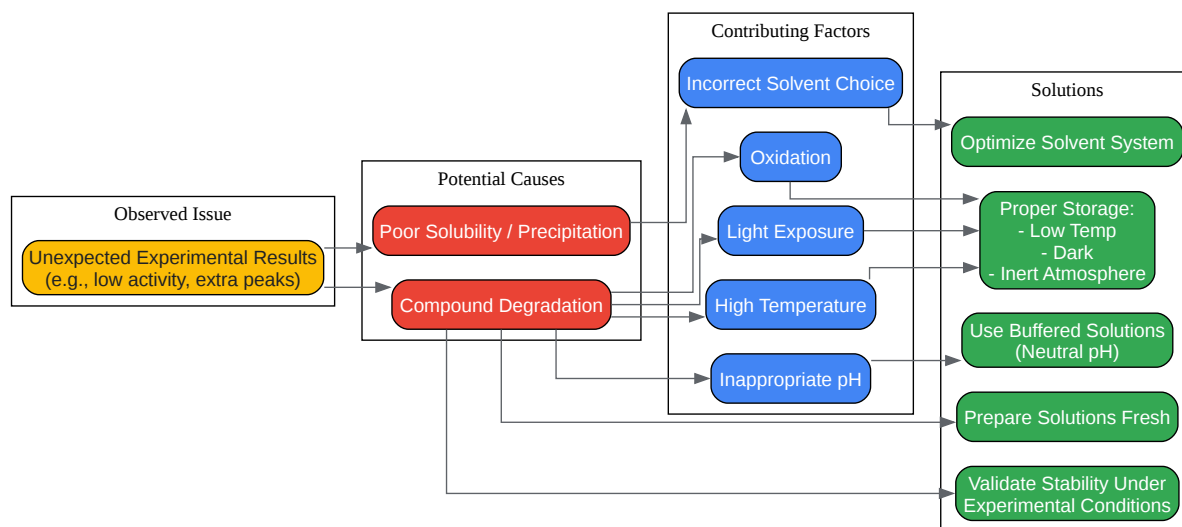 Observed Issue
Unexpected Experimental Results
(e.g., low activity, extra peaks)
Potential Causes
Poor Solubility / Precipitation
Compound Degradation
Contributing Factors
Incorrect Solvent Choice
Oxidation
Light Exposure
High Temperature
Inappropriate pH
Solutions
Optimize Solvent System
Proper Storage:
- Low Temp
- Dark
- Inert Atmosphere
Use Buffered Solutions
(Neutral pH)
Prepare Solutions Fresh
Validate Stability Under
Experimental Conditions